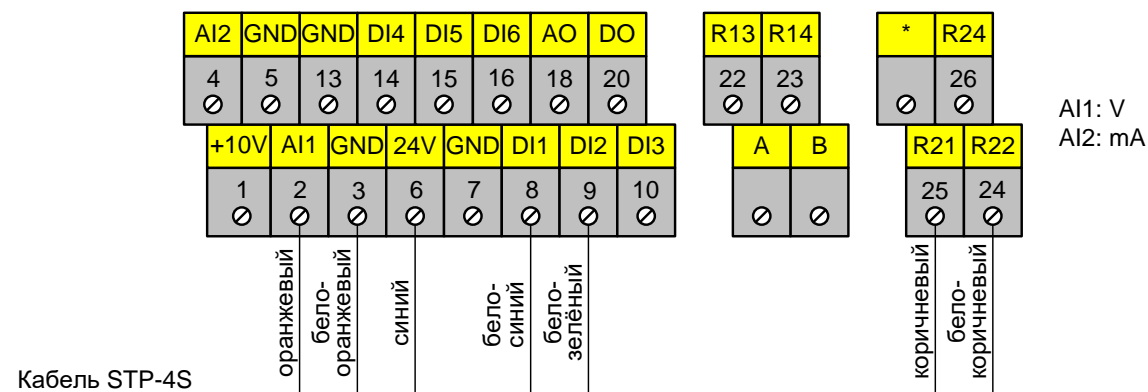 AI2 GND GND DI4 DI5 DI6 AO DO R13 R14 * R24
4 5 13 14 15 16 18 20 22 23 26
AI1: V
AI2: mA
+10V AI1 GND 24V GND DI1 DI2 DI3 A B R21 R22
1 2 3 6 7 8 9 10 25 24
оранжевый
бело-
оранжевый
синий
бело-
синий
бело-
зелёный
коричневый
бело-
коричневый
Кабель STP-4S